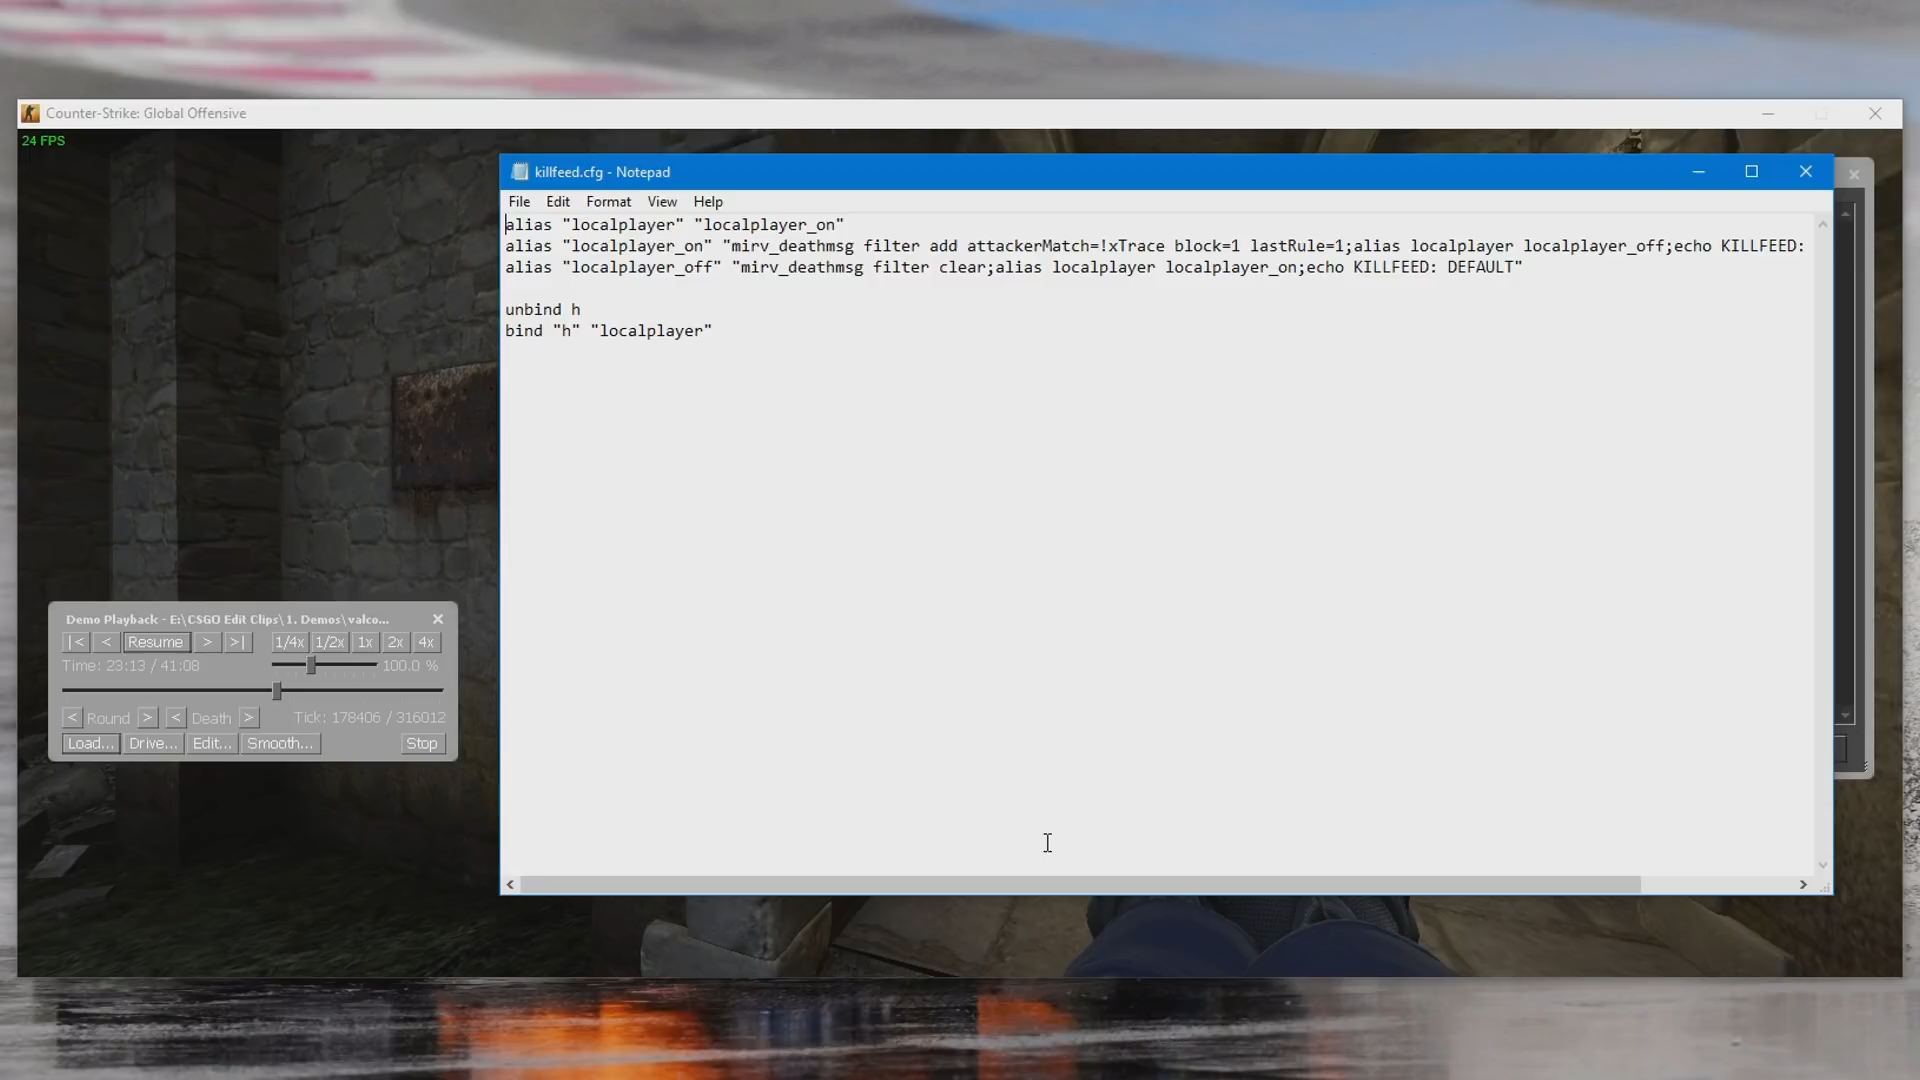 Counter-Strike: Global Offensive
24 FPS
killfeed.cfg - Notepad
File Edit Format View Help
alias "localplayer" "localplayer_on"
alias "localplayer_on" "mirv_deathmsg filter add attackerMatch=!xTrace block=1 lastRule=1;alias localplayer localplayer_off;echo KILLFEED:
alias "localplayer_off" "mirv_deathmsg filter clear;alias localplayer localplayer_on;echo KILLFEED: DEFAULT"
unbind h
bind "h" "localplayer"
Demo Playback - E:\CSGO Edit Clips\1. Demos\valco...
|< < Resume > >| 1/4x 1/2x 1x 2x 4x
Time: 23:13 / 41:08 100.0 %
< Round > < Death > Tick: 178406 / 316012
Load... Drive... Edit... Smooth... Stop